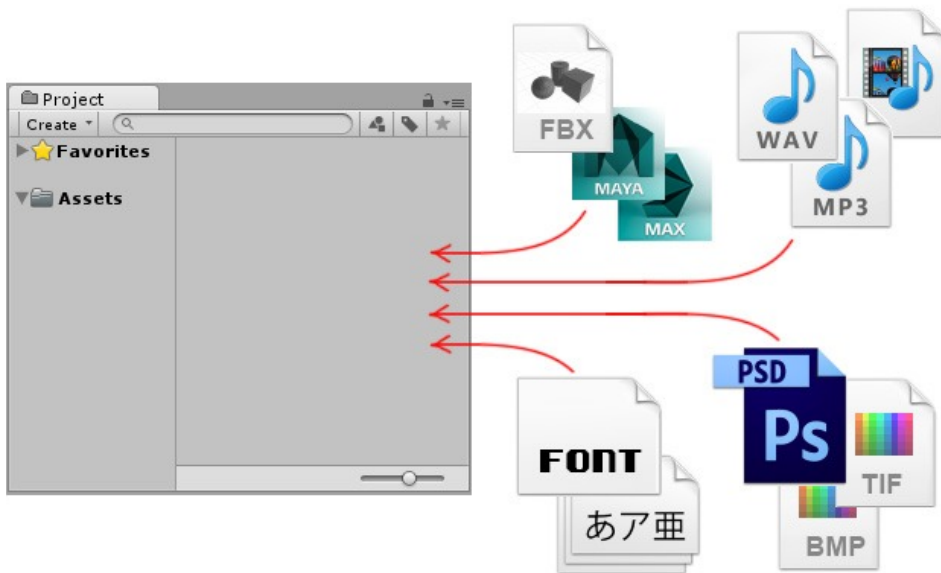 Project
Create
Favorites
Assets
FBX
MAYA
MAX
WAV
MP3
FONT
あア亜
PSD
Ps
TIF
BMP